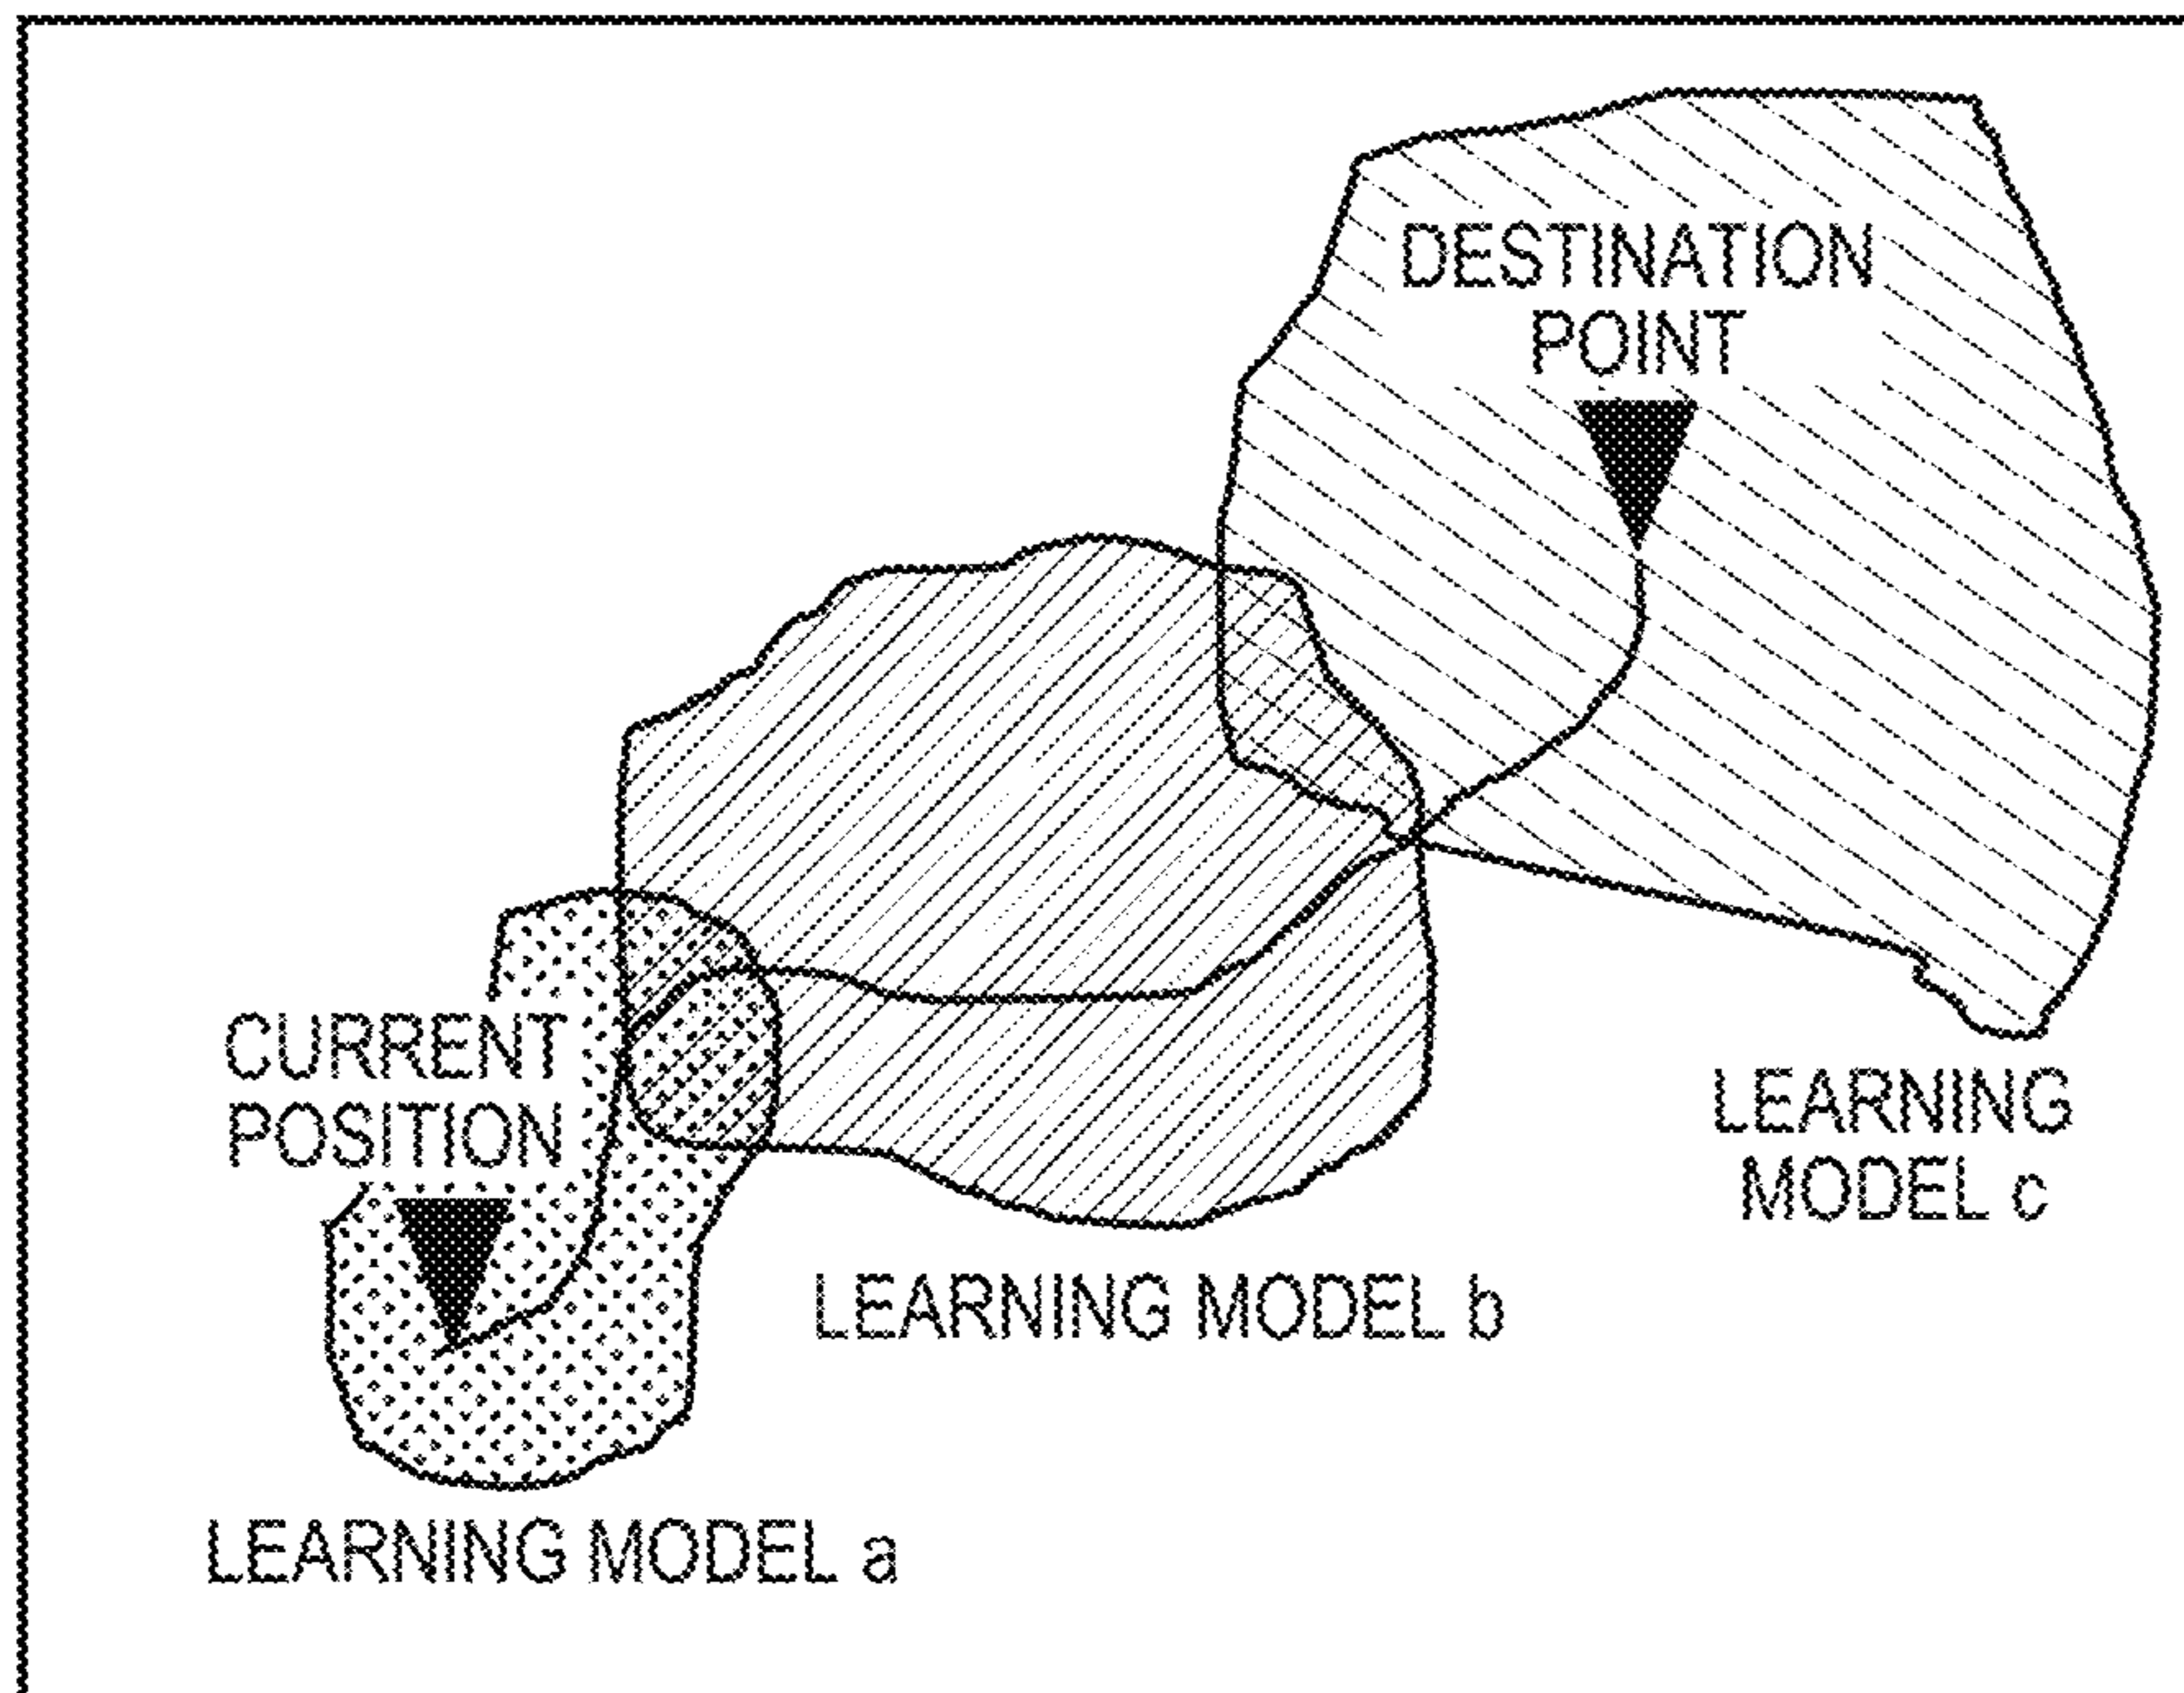 DESTINATION
POINT
CURRENT
POSITION
LEARNING
MODEL c
LEARNING MODEL b
LEARNING MODEL a